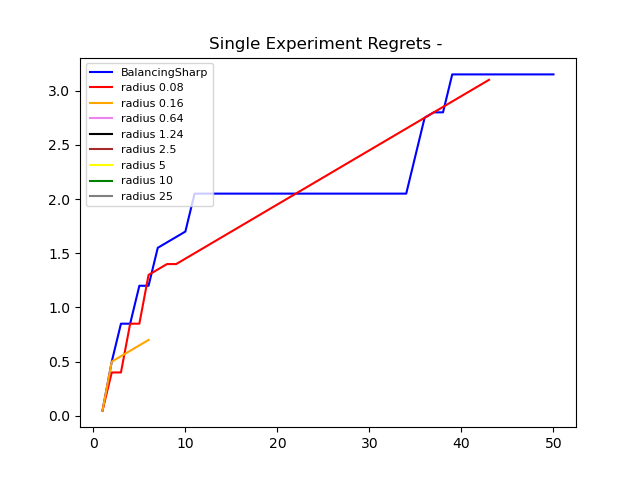 Single Experiment Regrets -
BalancingSharp
radius 0.08
radius 0.16
radius 0.64
radius 1.24
radius 2.5
radius 5
radius 10
radius 25
3.0
2.5
2.0
1.5
1.0
0.5
0.0
0 10 20 30 40 50